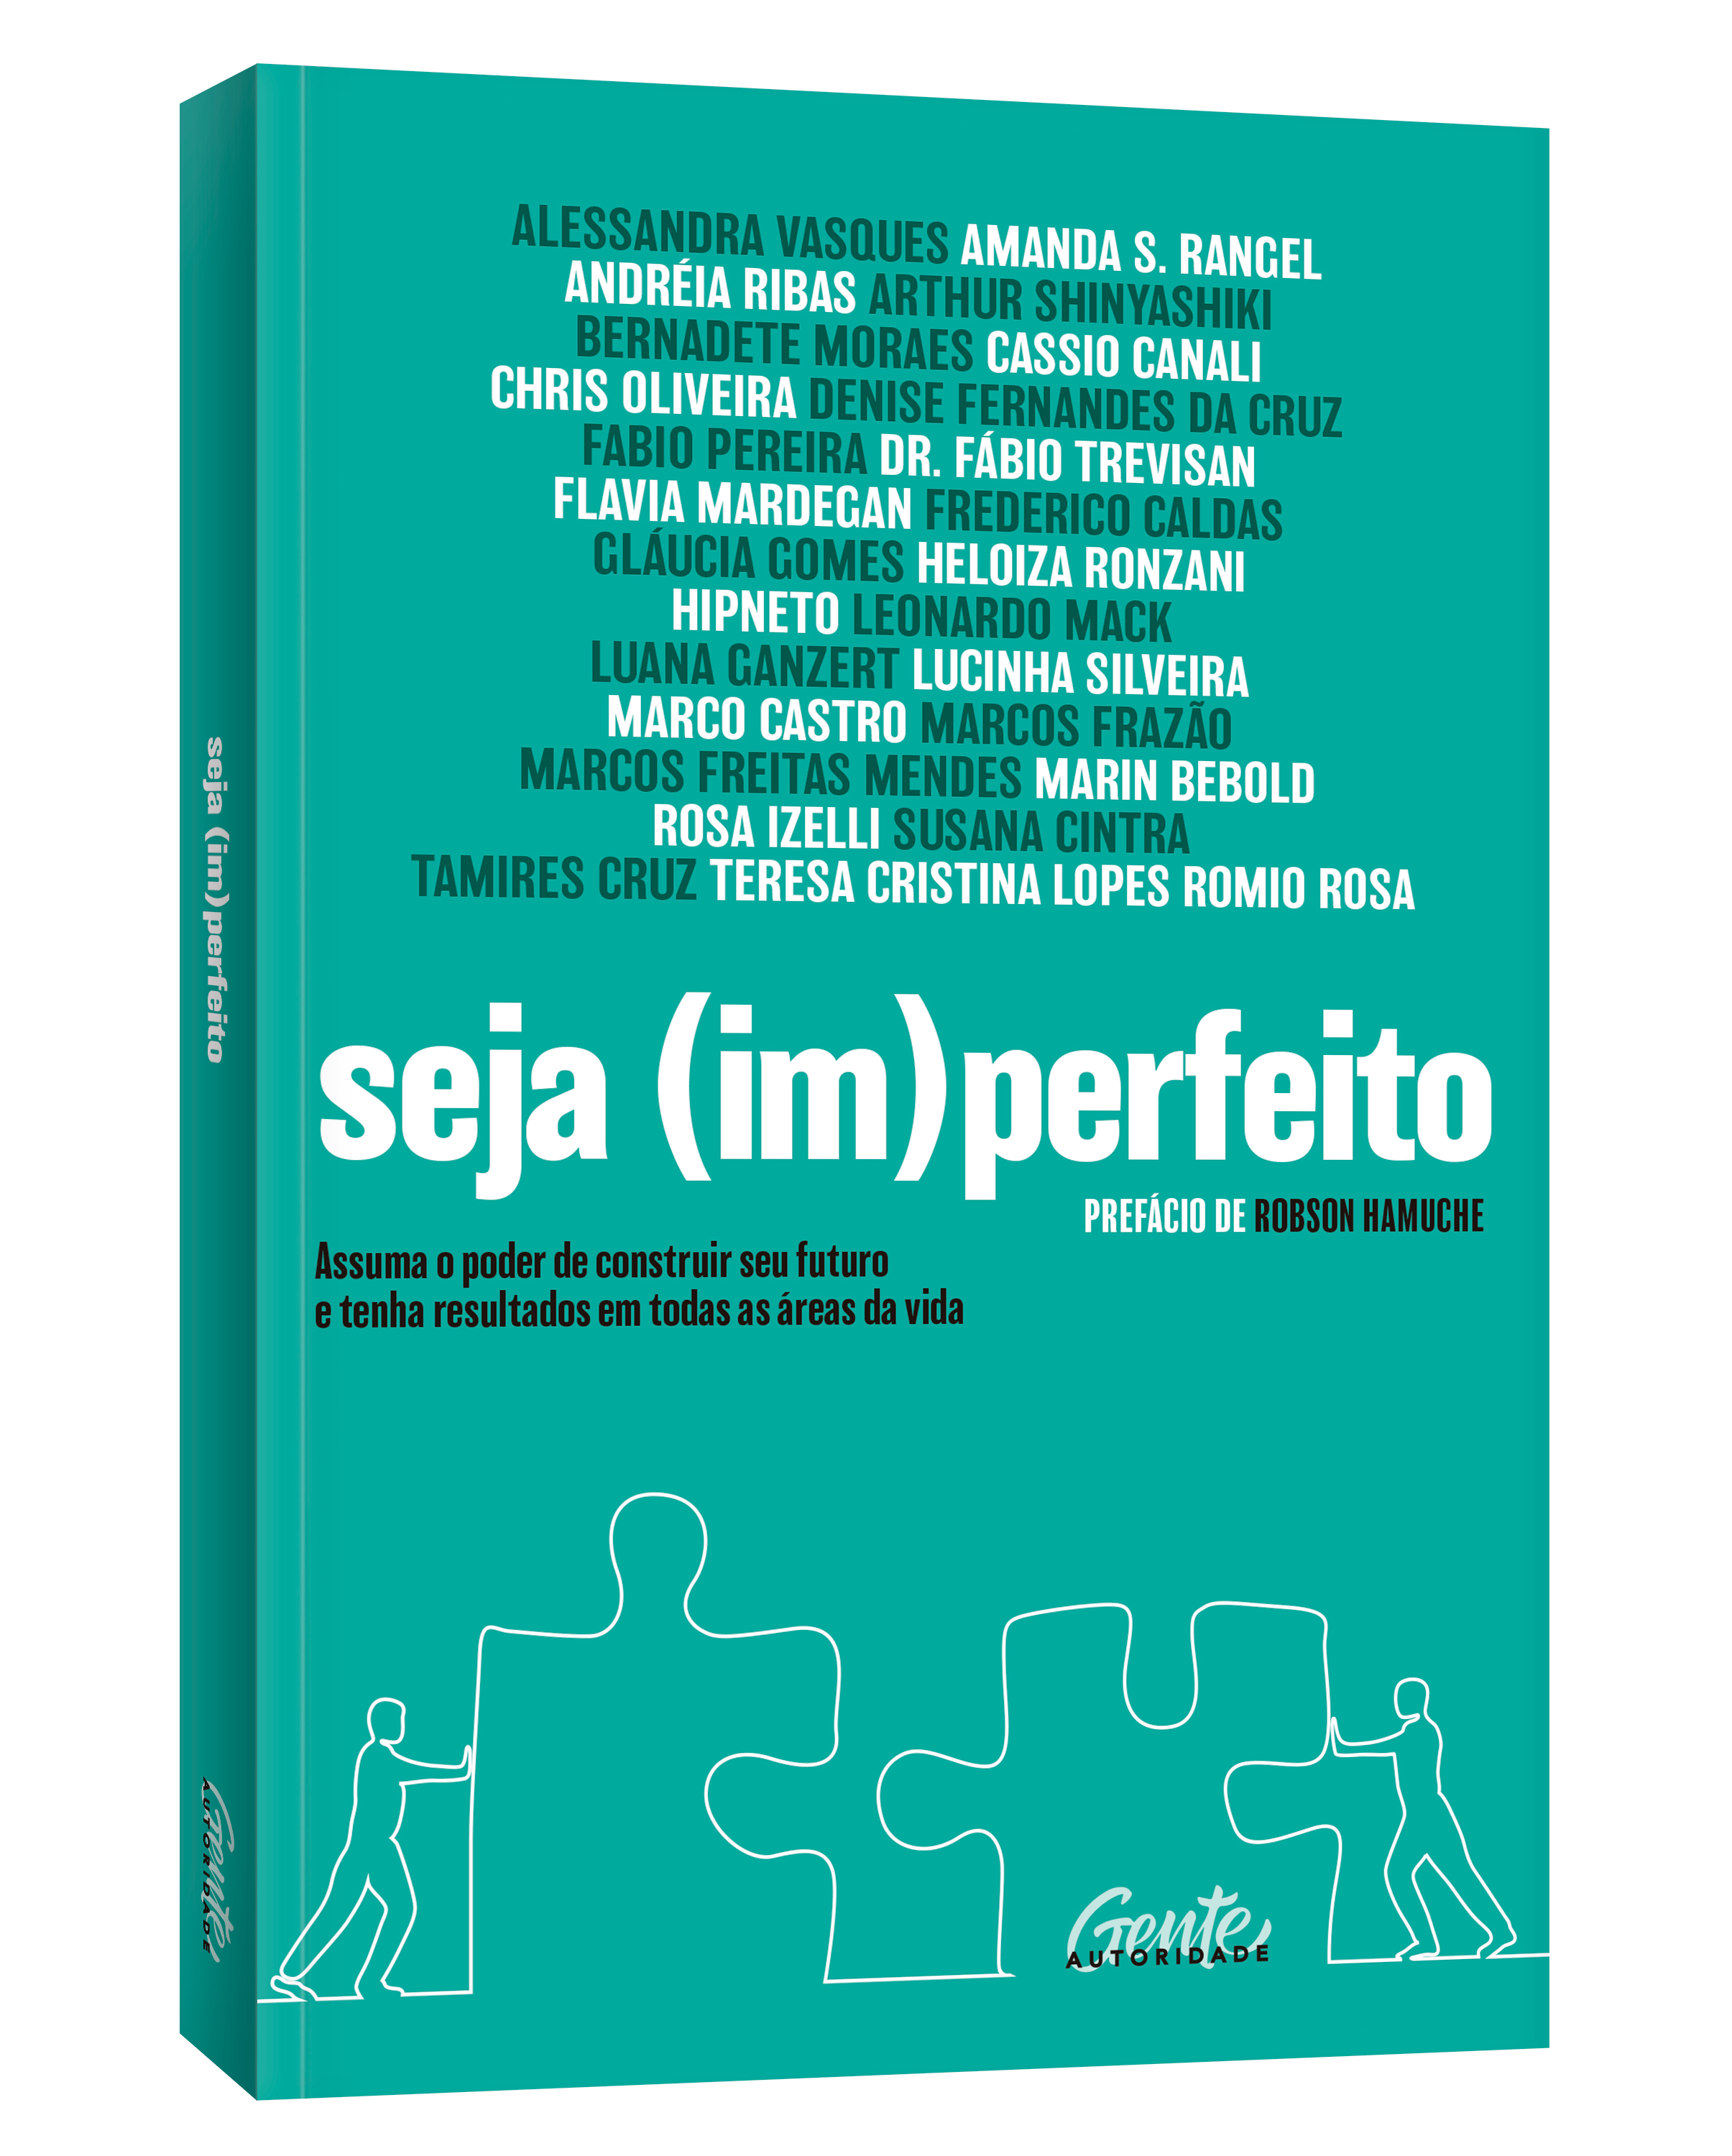 ALESSANDRA VASQUES AMANDA S. RANGEL
ANDRÉIA RIBAS ARTHUR SHINYASHIKI
BERNADETE MORAES CASSIO CANALI
CHRIS OLIVEIRA DENISE FERNANDES DA CRUZ
FABIO PEREIRA DR. FÁBIO TREVISAN
FLAVIA MARDEGAN FREDERICO CALDAS
GLÁUCIA GOMES HELOIZA RONZANI
HIPNETO LEONARDO MACK
LUANA GANZERT LUCINHA SILVEIRA
MARCO CASTRO MARCOS FRAZÃO
MARCOS FREITAS MENDES MARIN BEBOLD
ROSA IZELLI SUSANA CINTRA
TAMIRES CRUZ TERESA CRISTINA LOPES ROMIO ROSA
seja (im)perfeito
PREFÁCIO DE ROBSON HAMUCHE
Assuma o poder de construir seu futuro
e tenha resultados em todas as áreas da vida
Gente
AUTORIDADE
seja (im)perfeito
Gente
AUTORIDADE